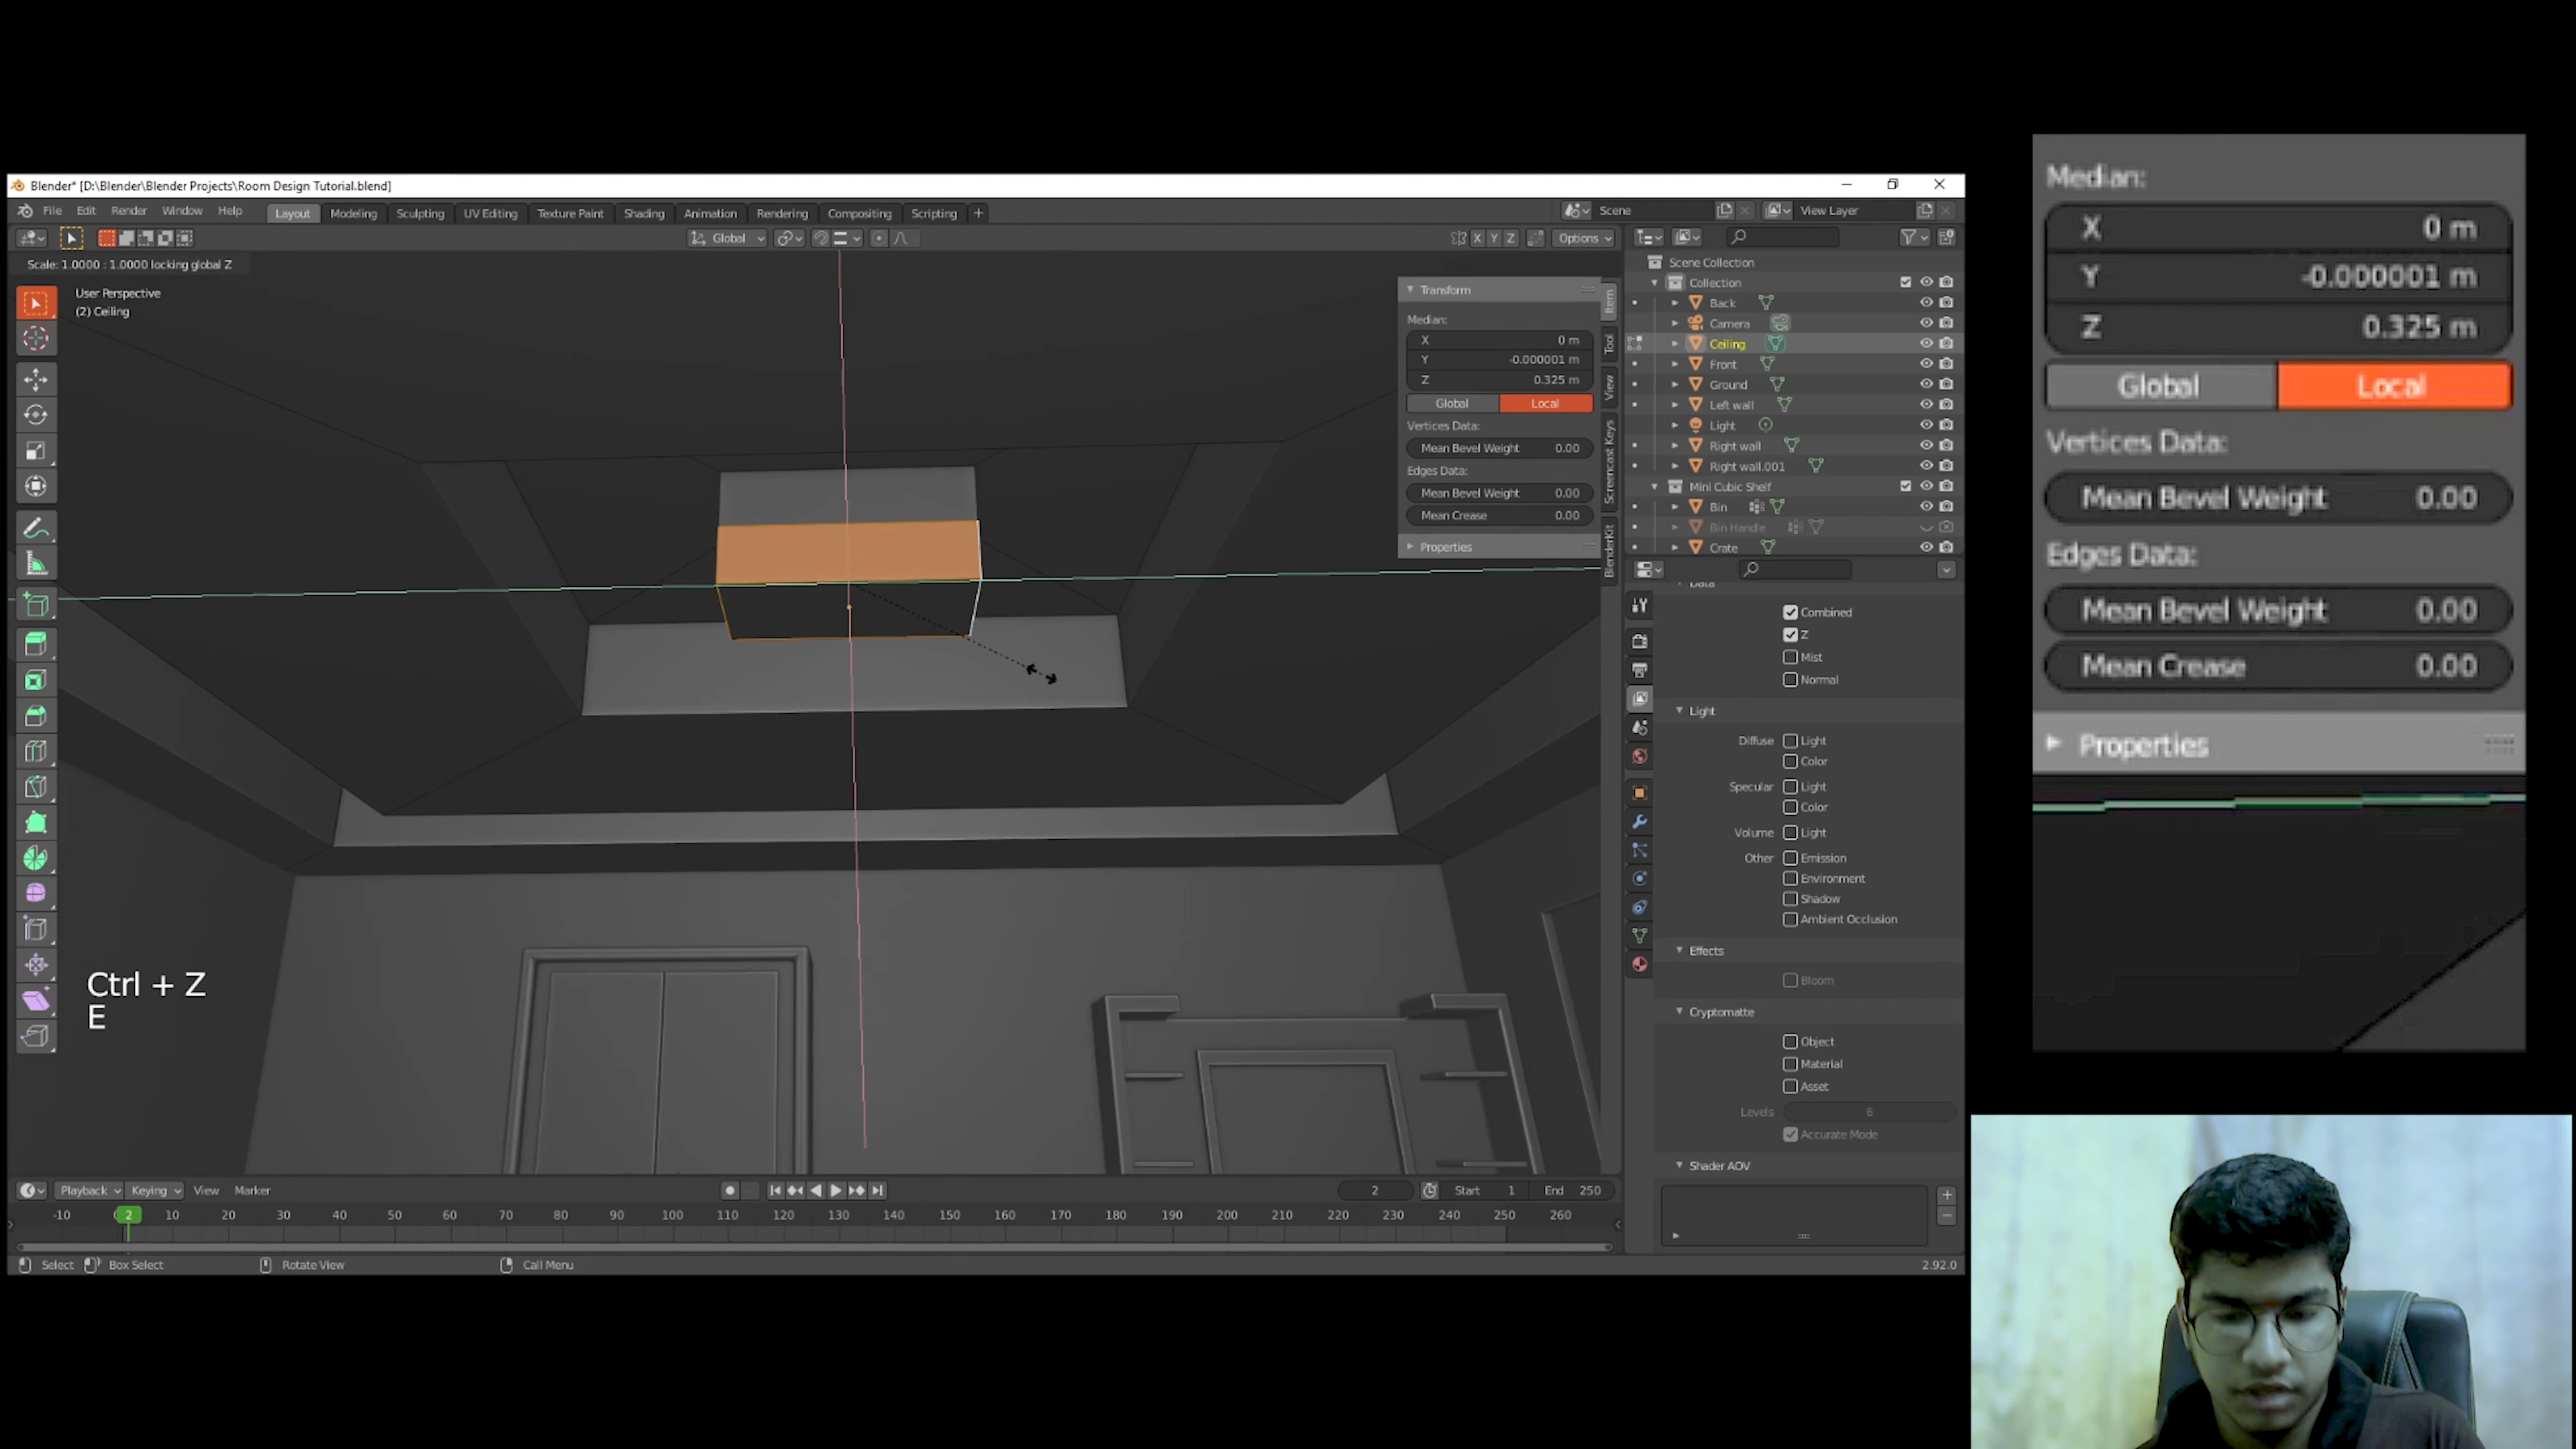 Blender* [D:\Blender\Blender Projects\Room Design Tutorial.blend]
File Edit Render Window Help Layout Modeling Sculpting UV Editing Texture Paint Shading Animation Rendering Compositing Scripting + Scene View Layer
Global X Y Z Options
Scale: 1.0000 : 1.0000 locking global Z
User Perspective
(2) Ceiling
Transform
Median:
X 0 m
Y -0.000001 m
Z 0.325 m
Global Local
Vertices Data:
Mean Bevel Weight 0.00
Edges Data:
Mean Bevel Weight 0.00
Mean Crease 0.00
Properties
Item
Tool
View
Screencast Keys
BlenderKit
Scene Collection
Collection
Back
Camera
Ceiling
Front
Ground
Left wall
Light
Right wall
Right wall.001
Mini Cubic Shelf
Bin
Bin Handle
Crate
Data
Combined
Z
Mist
Normal
Light
Diffuse Light
Color
Specular Light
Color
Volume Light
Other Emission
Environment
Shadow
Ambient Occlusion
Effects
Bloom
Cryptomatte
Object
Material
Asset
Levels 6
Accurate Mode
Shader AOV
Ctrl + Z
E
Playback Keying View Marker 2 Start 1 End 250
-10 2 10 20 30 40 50 60 70 80 90 100 110 120 130 140 150 160 170 180 190 200 210 220 230 240 250 260
Select Box Select Rotate View Call Menu 2.92.0
Median:
X 0 m
Y -0.000001 m
Z 0.325 m
Global Local
Vertices Data:
Mean Bevel Weight 0.00
Edges Data:
Mean Bevel Weight 0.00
Mean Crease 0.00
Properties